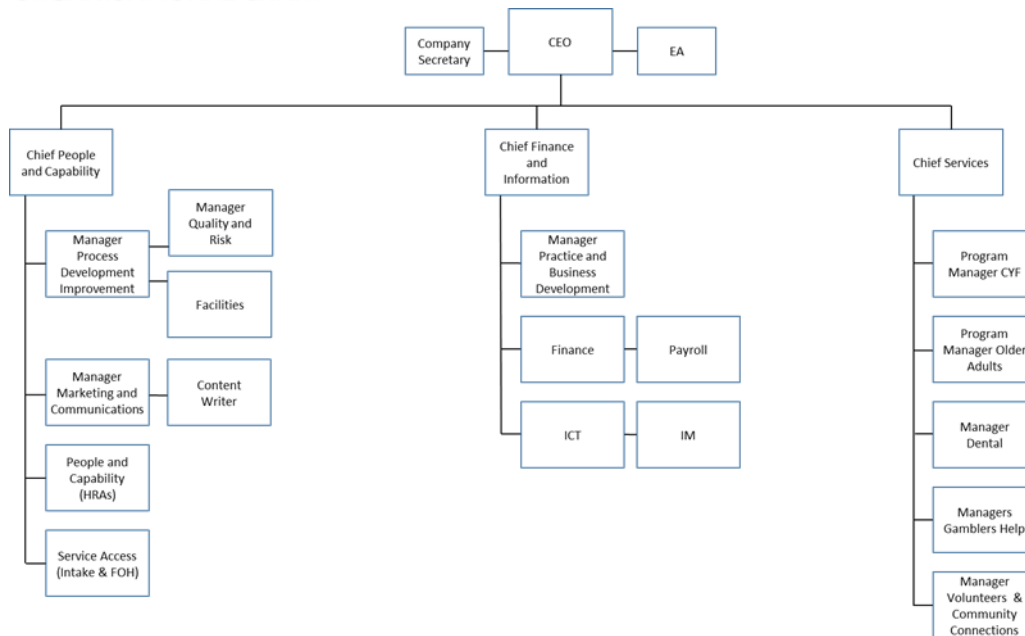 Company
Secretary
CEO
EA
Chief People
and Capability
Chief Finance
and
Information
Chief Services
Manager
Quality and
Risk
Manager
Process
Development
Improvement
Facilities
Manager
Marketing and
Communications
Content
Writer
People and
Capability
(HRAs)
Service Access
(Intake & FOH)
Manager
Practice and
Business
Development
Finance
Payroll
ICT
IM
Program
Manager CYF
Program
Manager Older
Adults
Manager
Dental
Managers
Gamblers Help
Manager
Volunteers &
Community
Connections